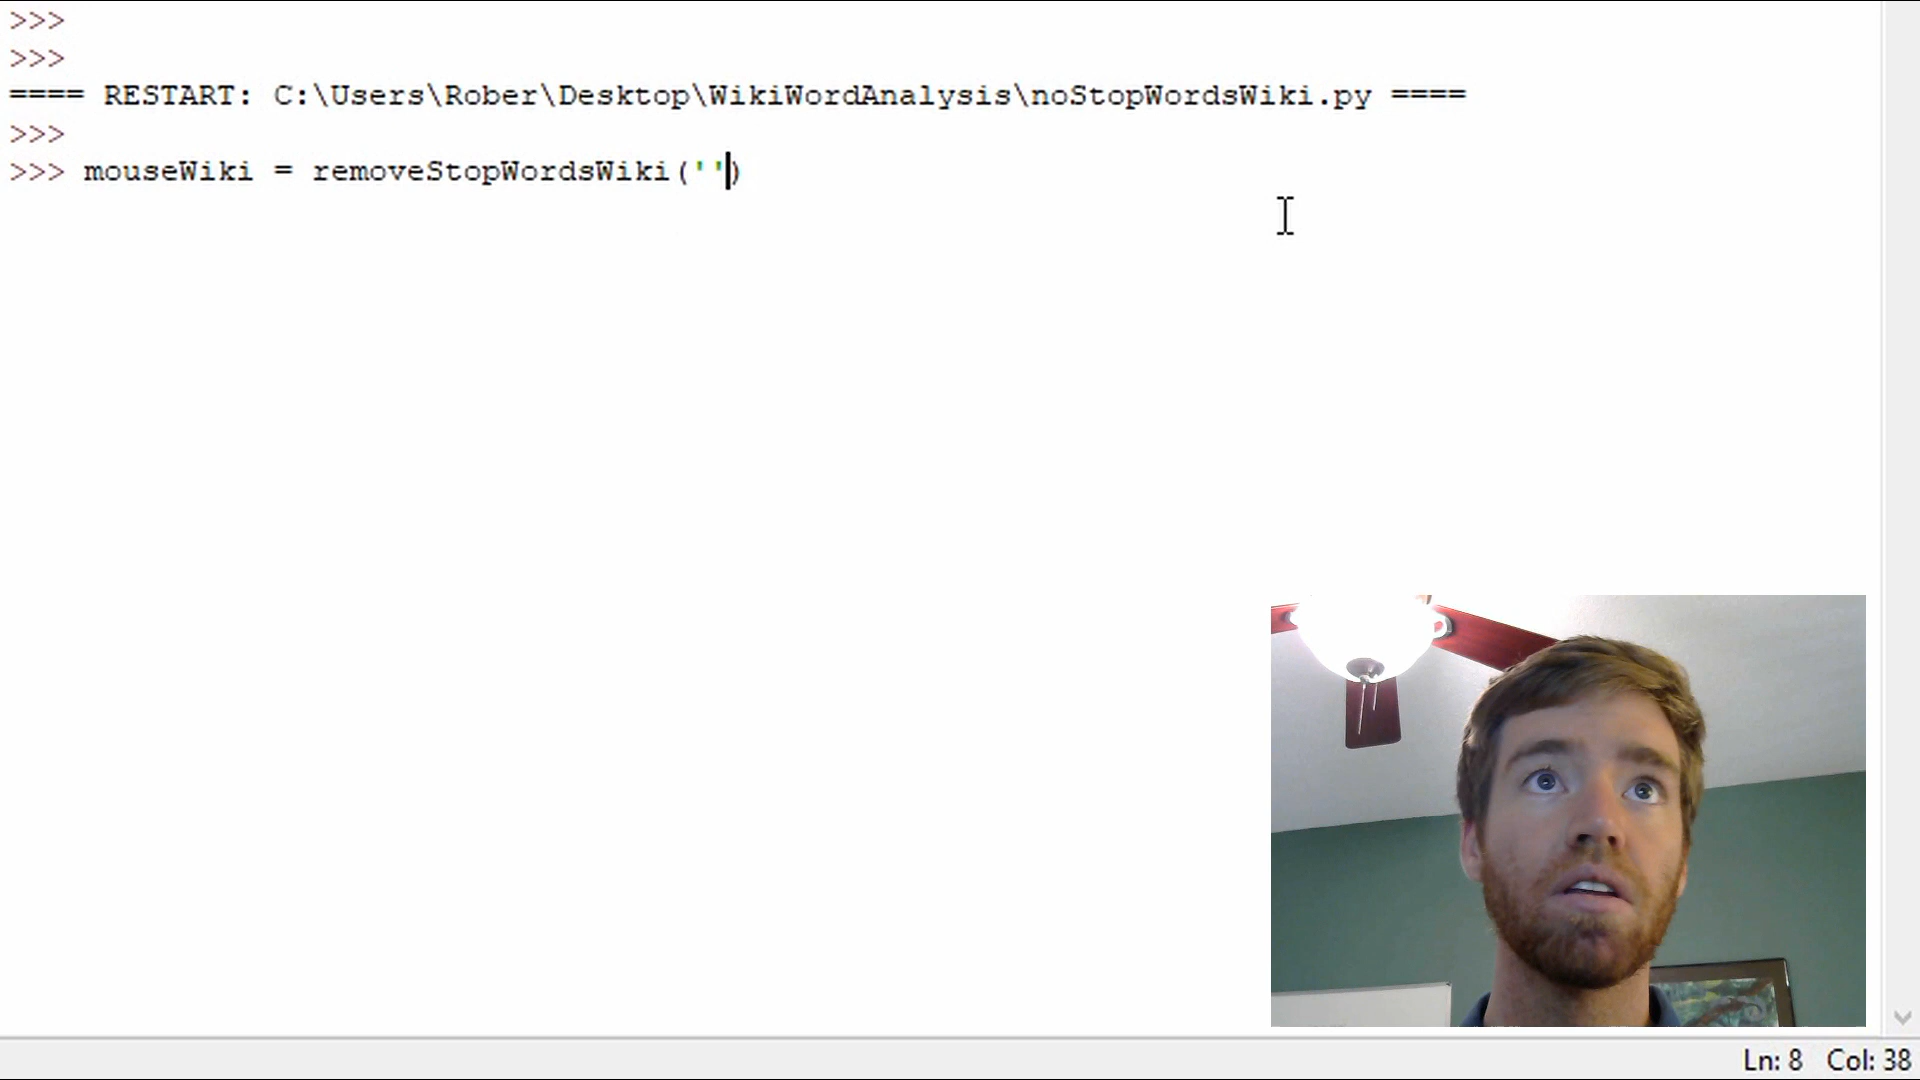 >>>
>>>
==== RESTART: C:\Users\Rober\Desktop\WikiWordAnalysis\noStopWordsWiki.py ====
>>>
>>> mouseWiki = removeStopWordsWiki('')
Ln: 8 Col: 38